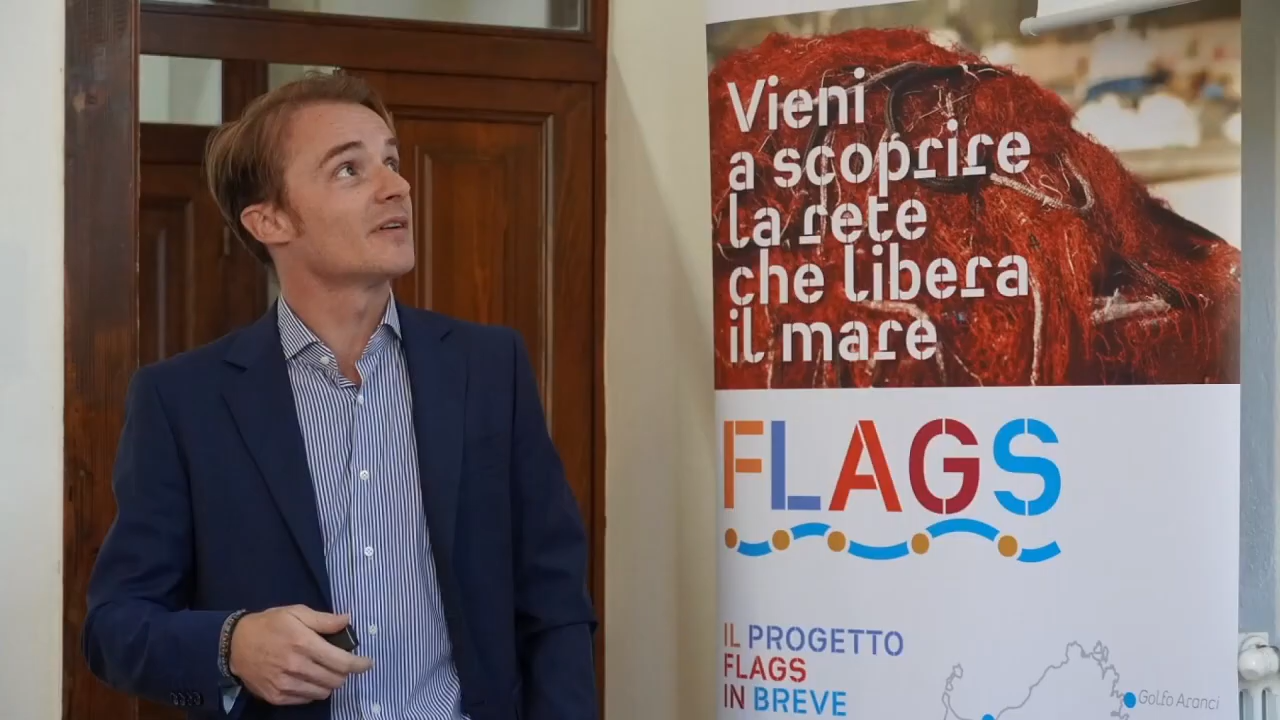 Vieni
a scoprire
la rete
che libera
il mare
FLAGS
IL PROGETTO
FLAGS
IN BREVE
Golfo Aranci